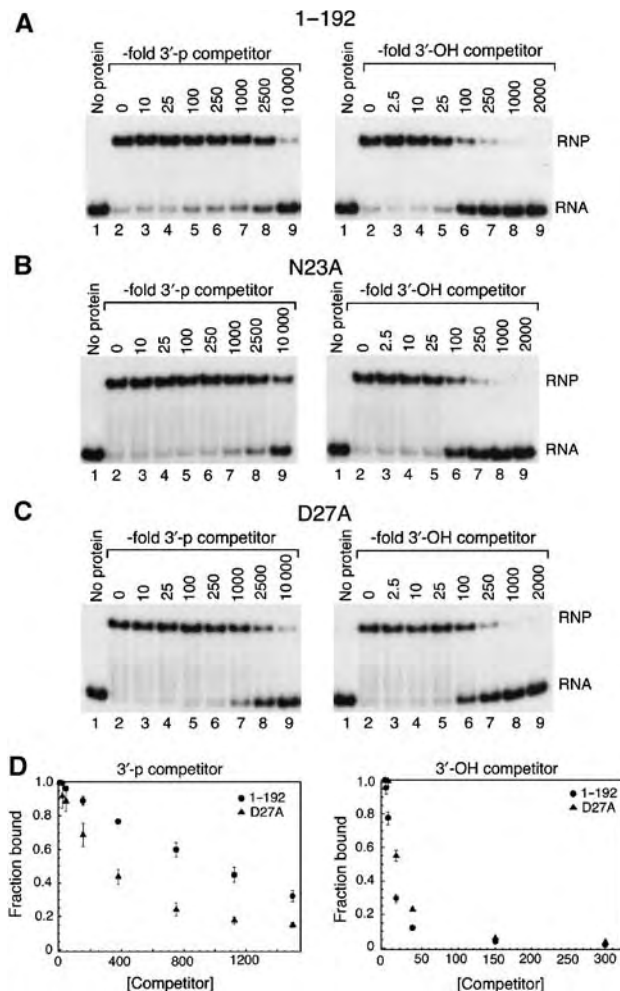 A
1–192
-fold 3′-p competitor
-fold 3′-OH competitor
No protein 0 10 25 100 250 1000 2500 10 000
No protein 0 2.5 10 25 100 250 1000 2000
RNP
RNA
1 2 3 4 5 6 7 8 9
1 2 3 4 5 6 7 8 9
B
N23A
-fold 3′-p competitor
-fold 3′-OH competitor
No protein 0 10 25 100 250 1000 2500 10 000
No protein 0 2.5 10 25 100 250 1000 2000
RNP
RNA
1 2 3 4 5 6 7 8 9
1 2 3 4 5 6 7 8 9
C
D27A
-fold 3′-p competitor
-fold 3′-OH competitor
No protein 0 10 25 100 250 1000 2500 10 000
No protein 0 2.5 10 25 100 250 1000 2000
RNP
RNA
1 2 3 4 5 6 7 8 9
1 2 3 4 5 6 7 8 9
D
3′-p competitor
3′-OH competitor
1.0
0.8
0.6
0.4
0.2
Fraction bound
1–192
D27A
0 400 800 1200
[Competitor]
1.0
0.8
0.6
0.4
0.2
0
Fraction bound
1–192
D27A
0 50 100 150 200 250 300
[Competitor]